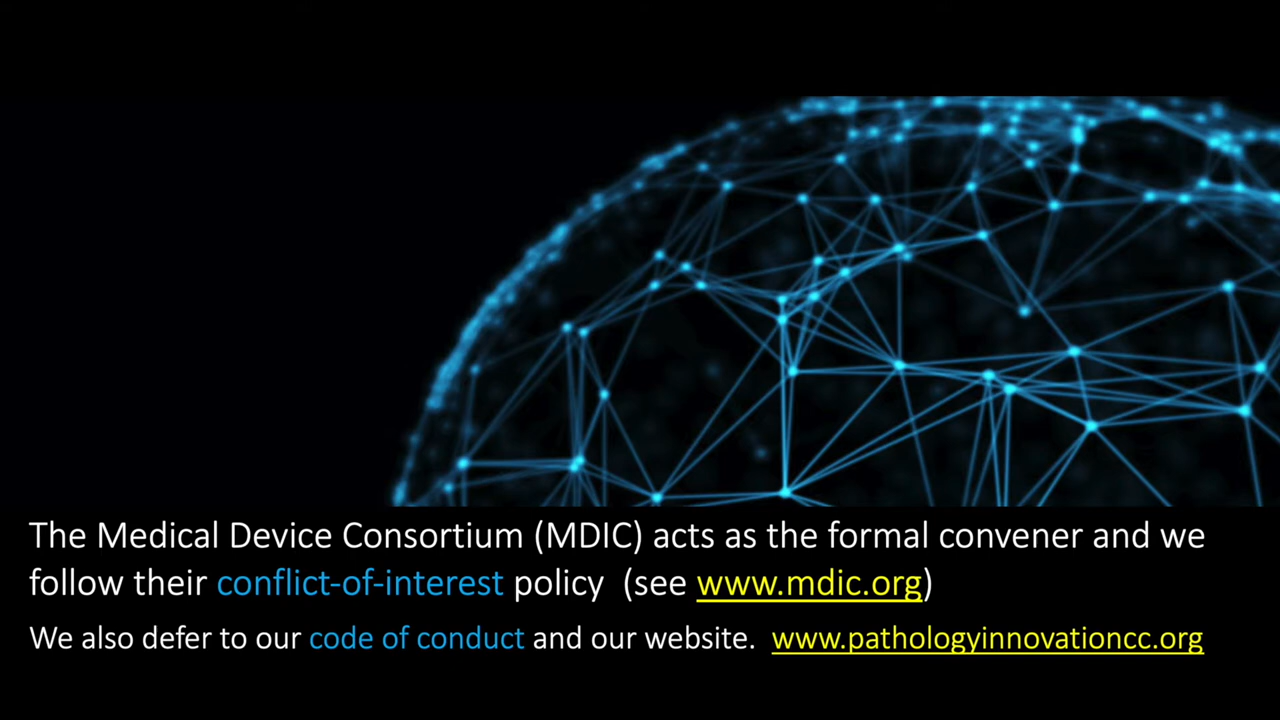 The Medical Device Consortium (MDIC) acts as the formal convener and we
follow their conflict-of-interest policy  (see www.mdic.org)
We also defer to our code of conduct and our website.  www.pathologyinnovationcc.org